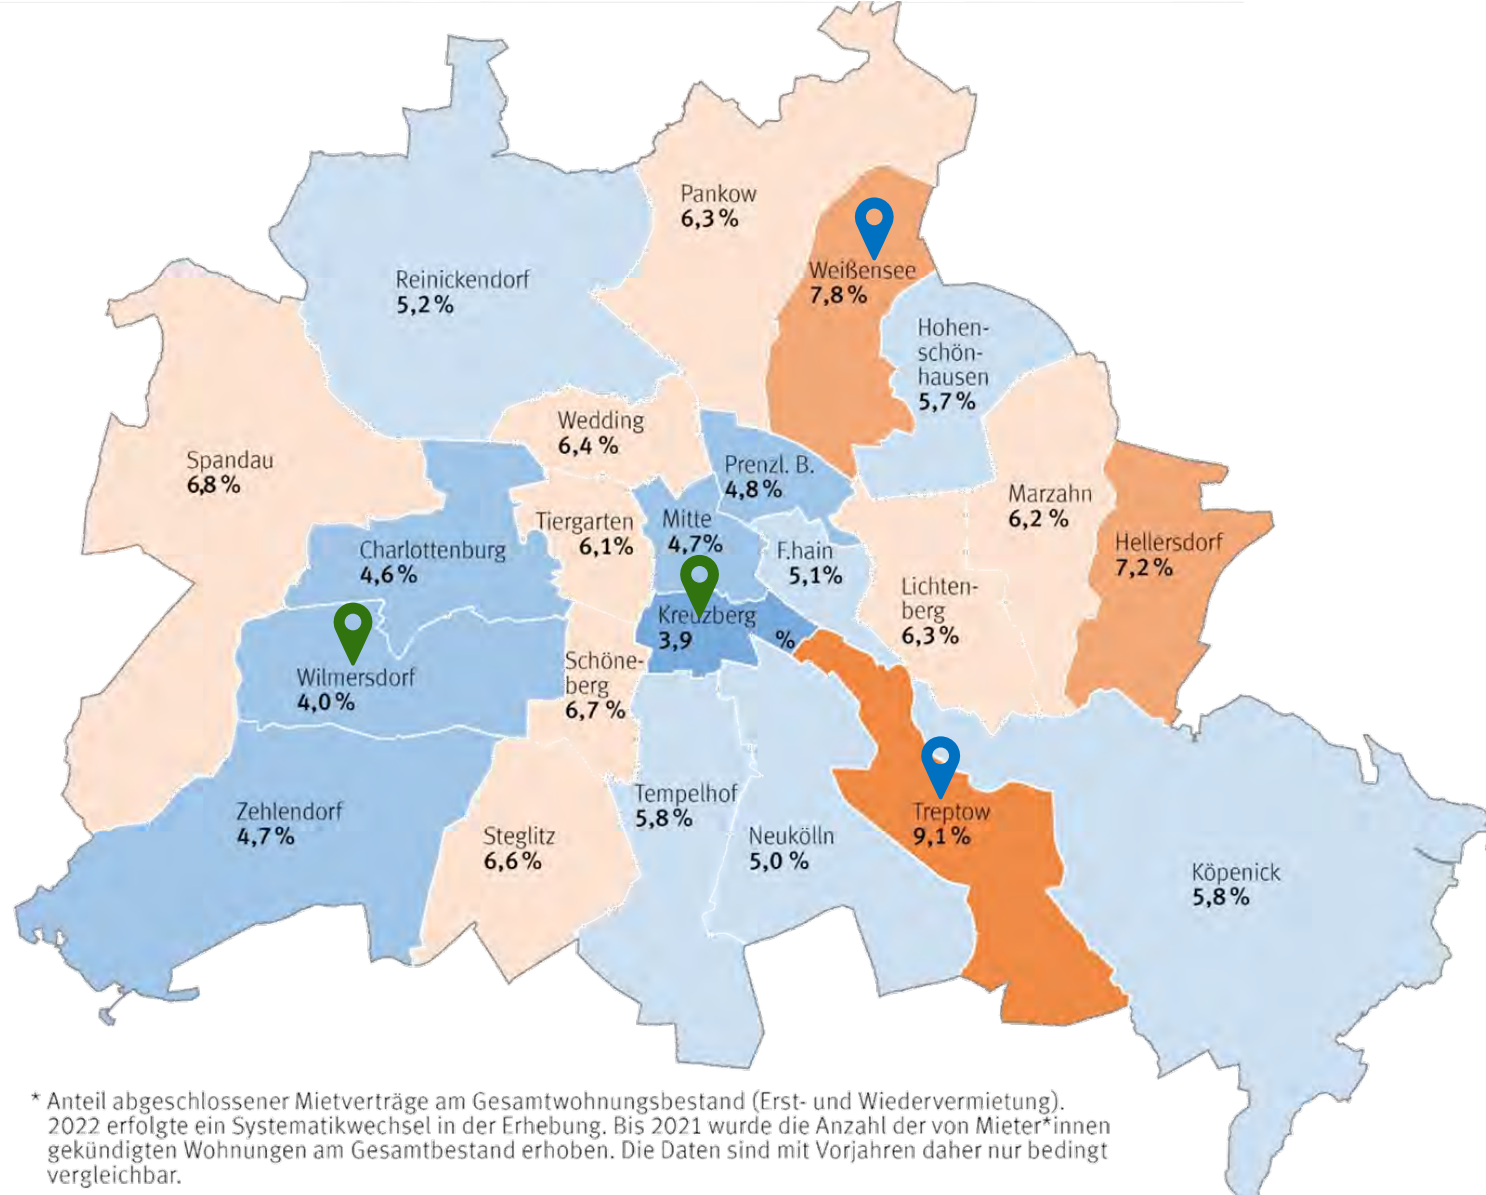 Pankow
6,3 %
Weißensee
7,8 %
Reinickendorf
5,2 %
Hohen-
schön-
hausen
5,7 %
Wedding
6,4 %
Spandau
6,8 %
Prenzl. B.
4,8 %
Marzahn
6,2 %
Tiergarten
6,1%
Mitte
4,7%
Charlottenburg
4,6 %
F.hain
5,1%
Hellersdorf
7,2 %
Lichten-
berg
6,3 %
Kreuzberg
3,9 %
Wilmersdorf
4,0 %
Schöne-
berg
6,7 %
Zehlendorf
4,7 %
Tempelhof
5,8 %
Treptow
9,1 %
Steglitz
6,6 %
Neukölln
5,0 %
Köpenick
5,8 %
* Anteil abgeschlossener Mietverträge am Gesamtwohnungsbestand (Erst- und Wiedervermietung).
2022 erfolgte ein Systematikwechsel in der Erhebung. Bis 2021 wurde die Anzahl der von Mieter*innen
gekündigten Wohnungen am Gesamtbestand erhoben. Die Daten sind mit Vorjahren daher nur bedingt
vergleichbar.